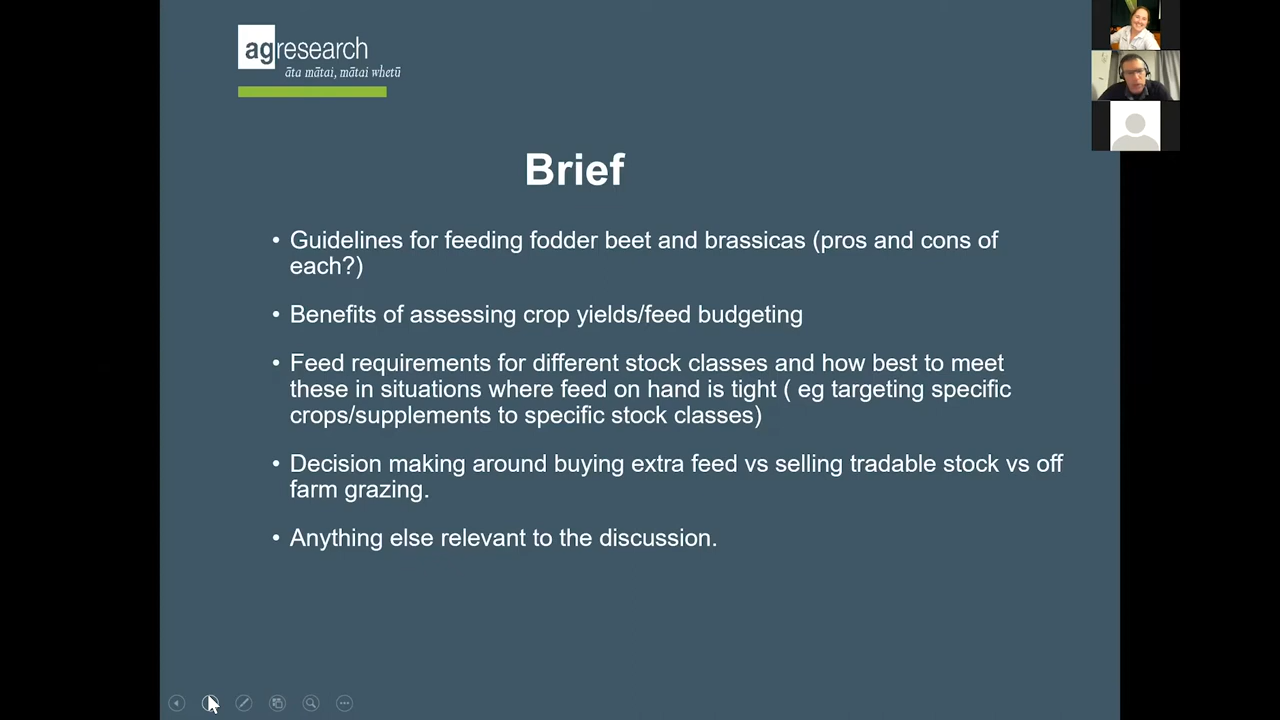 agresearch
āta mātai, mātai whetū
Brief
• Guidelines for feeding fodder beet and brassicas (pros and cons of
each?)
• Benefits of assessing crop yields/feed budgeting
• Feed requirements for different stock classes and how best to meet
these in situations where feed on hand is tight ( eg targeting specific
crops/supplements to specific stock classes)
• Decision making around buying extra feed vs selling tradable stock vs off
farm grazing.
• Anything else relevant to the discussion.